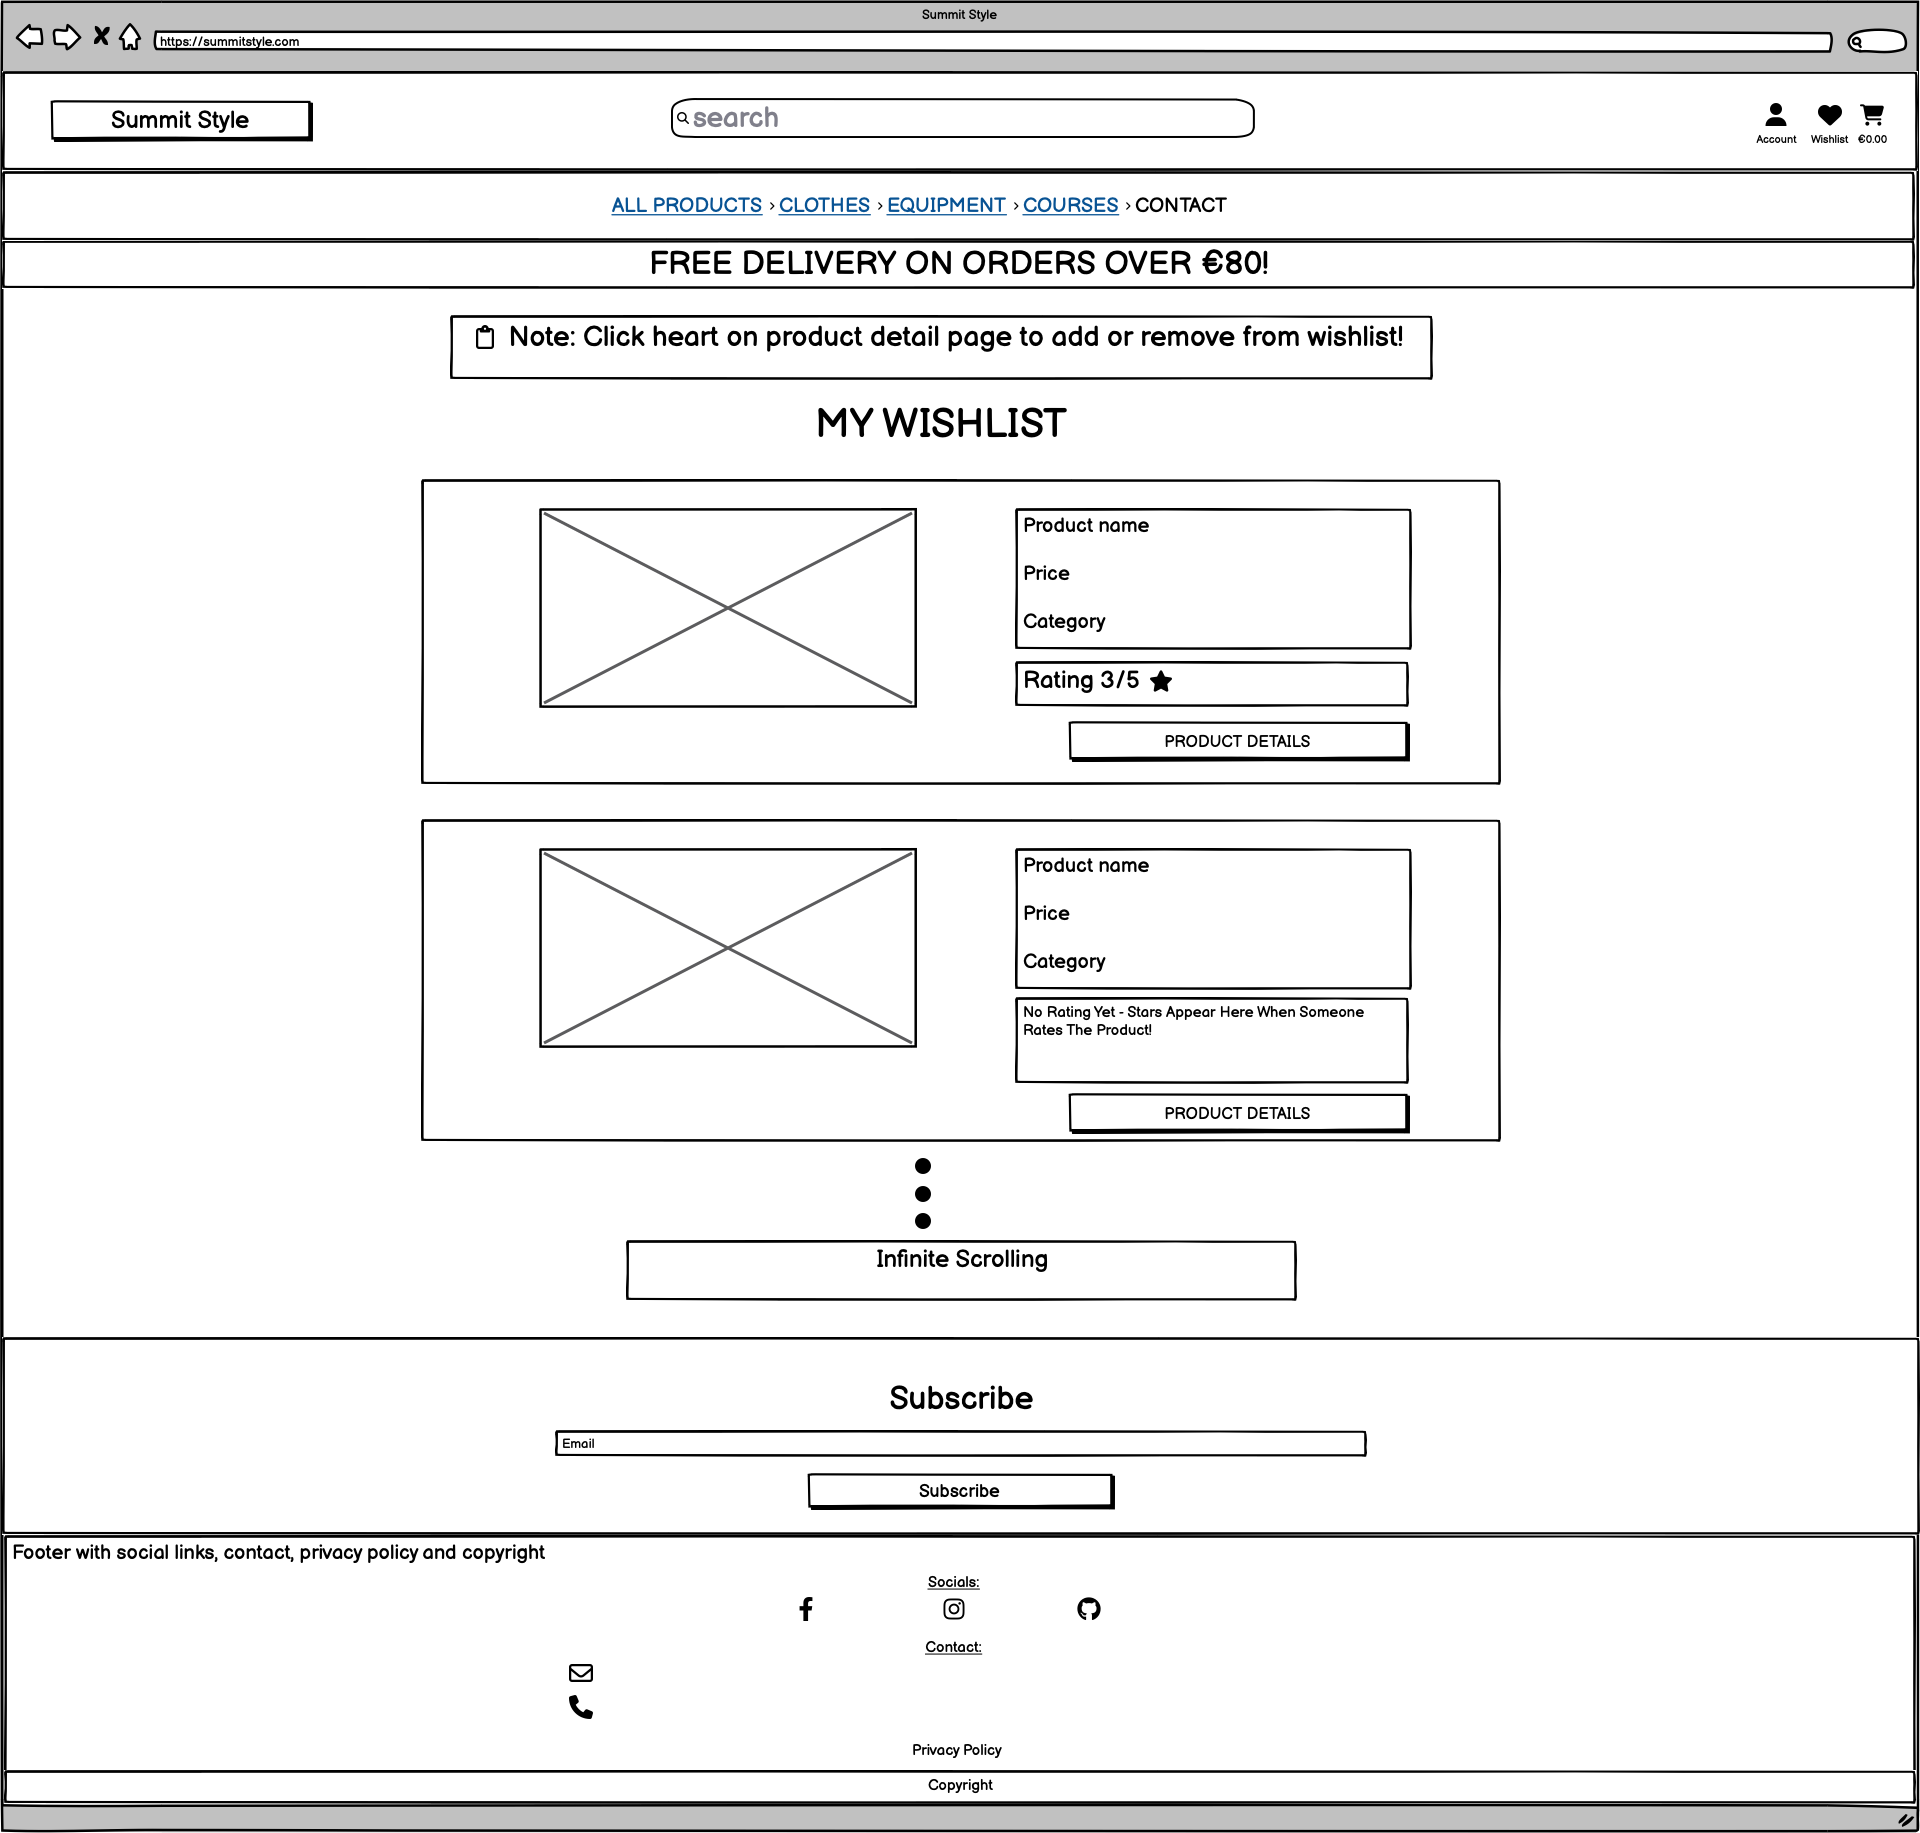 Summit Style
https://summitstyle.com
Summit Style
search
Account Wishlist €0.00
ALL PRODUCTS › CLOTHES › EQUIPMENT › COURSES › CONTACT
FREE DELIVERY ON ORDERS OVER €80!
Note: Click heart on product detail page to add or remove from wishlist!
MY WISHLIST
Product name
Price
Category
Rating 3/5
PRODUCT DETAILS
Product name
Price
Category
No Rating Yet - Stars Appear Here When Someone
Rates The Product!
PRODUCT DETAILS
Infinite Scrolling
Subscribe
Email
Subscribe
Footer with social links, contact, privacy policy and copyright
Socials:
Contact:
Privacy Policy
Copyright